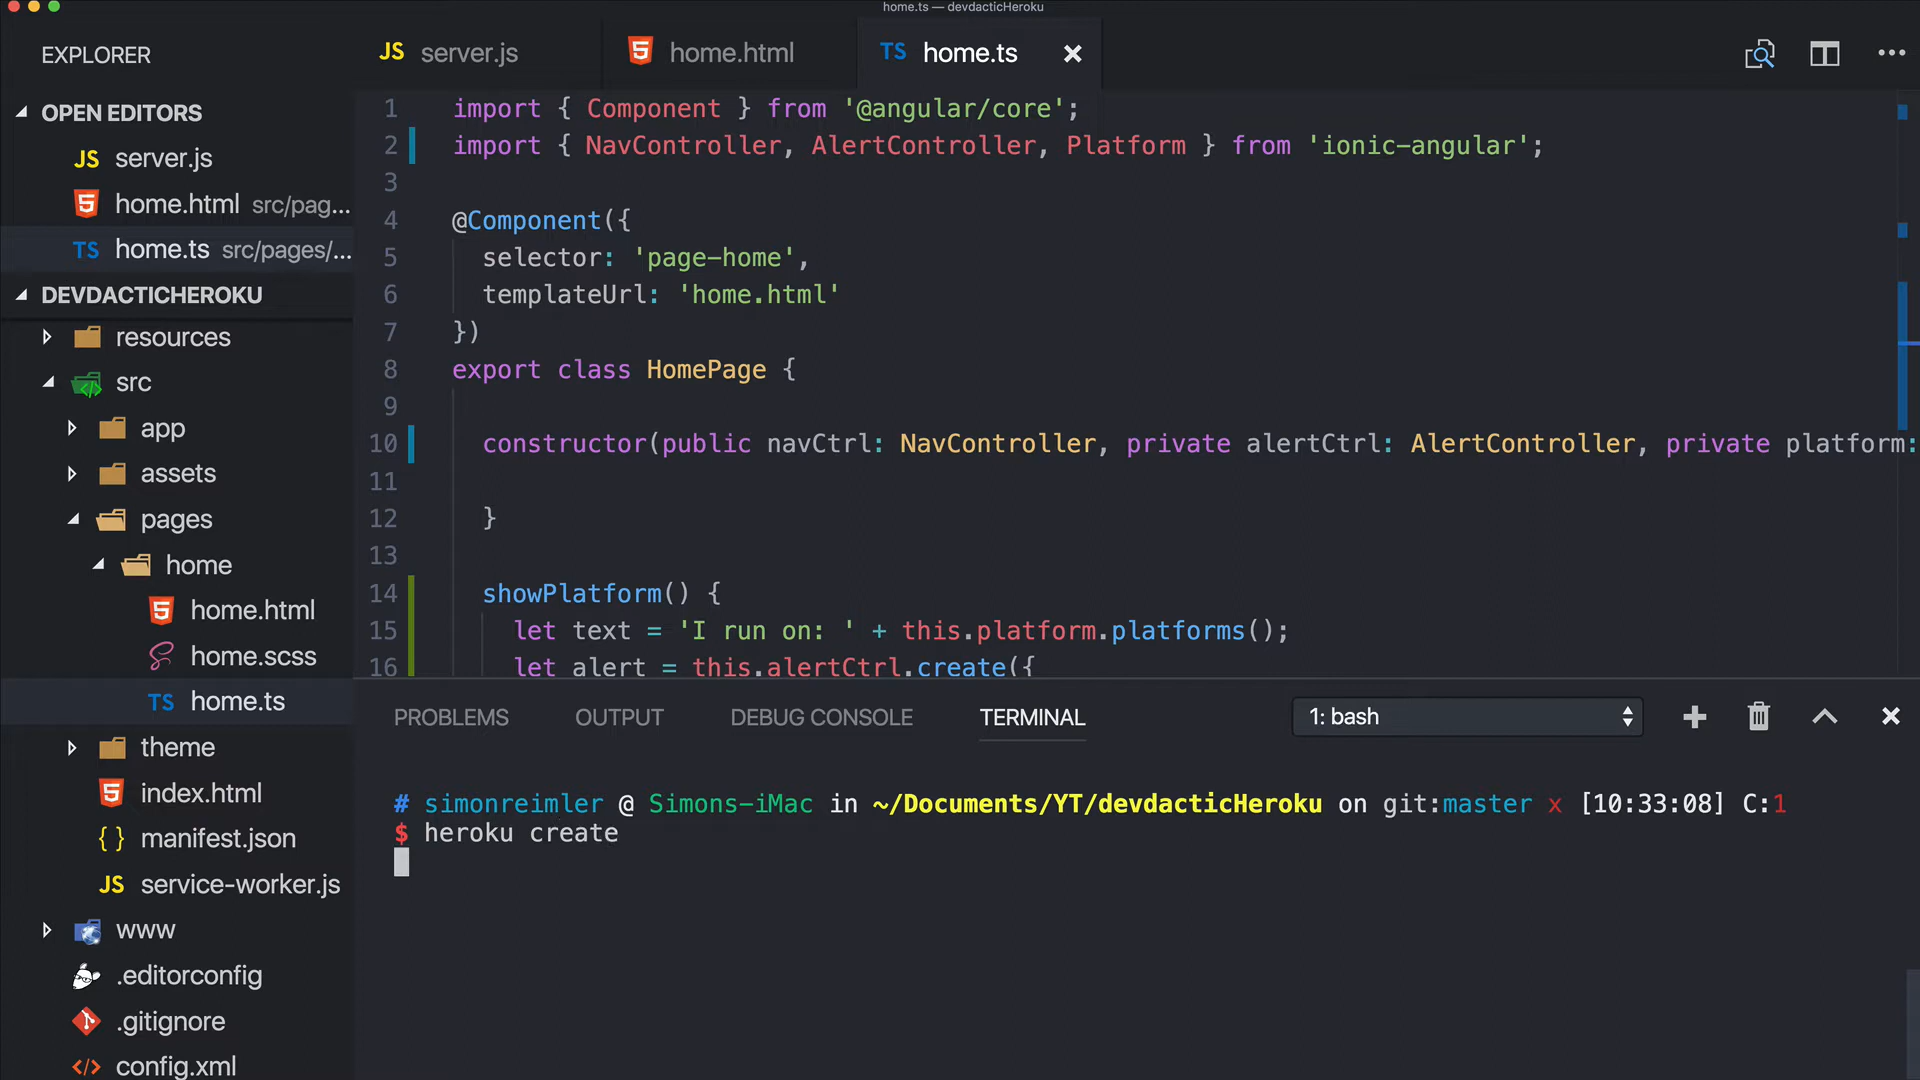 home.ts — devdacticHeroku
EXPLORER
OPEN EDITORS
JS server.js
home.html src/pag...
TS home.ts src/pages/...
DEVDACTICHEROKU
resources
src
app
assets
pages
home
home.html
home.scss
TS home.ts
theme
index.html
{ } manifest.json
JS service-worker.js
www
.editorconfig
.gitignore
config.xml
JS server.js
home.html
TS home.ts
1 import { Component } from '@angular/core';
2 import { NavController, AlertController, Platform } from 'ionic-angular';
3
4 @Component({
5 selector: 'page-home',
6 templateUrl: 'home.html'
7 })
8 export class HomePage {
9
10 constructor(public navCtrl: NavController, private alertCtrl: AlertController, private platform:
11
12 }
13
14 showPlatform() {
15 let text = 'I run on: ' + this.platform.platforms();
16 let alert = this.alertCtrl.create({
PROBLEMS OUTPUT DEBUG CONSOLE TERMINAL 1: bash
# simonreimler @ Simons-iMac in ~/Documents/YT/devdacticHeroku on git:master x [10:33:08] C:1
$ heroku create